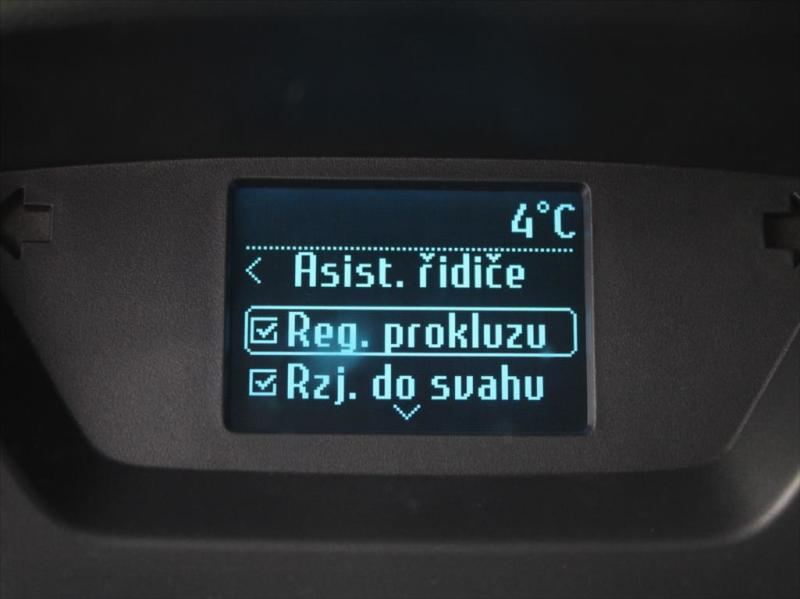 4°C
< Asist. řidiče
Reg. prokluzu
Rzj. do svahu